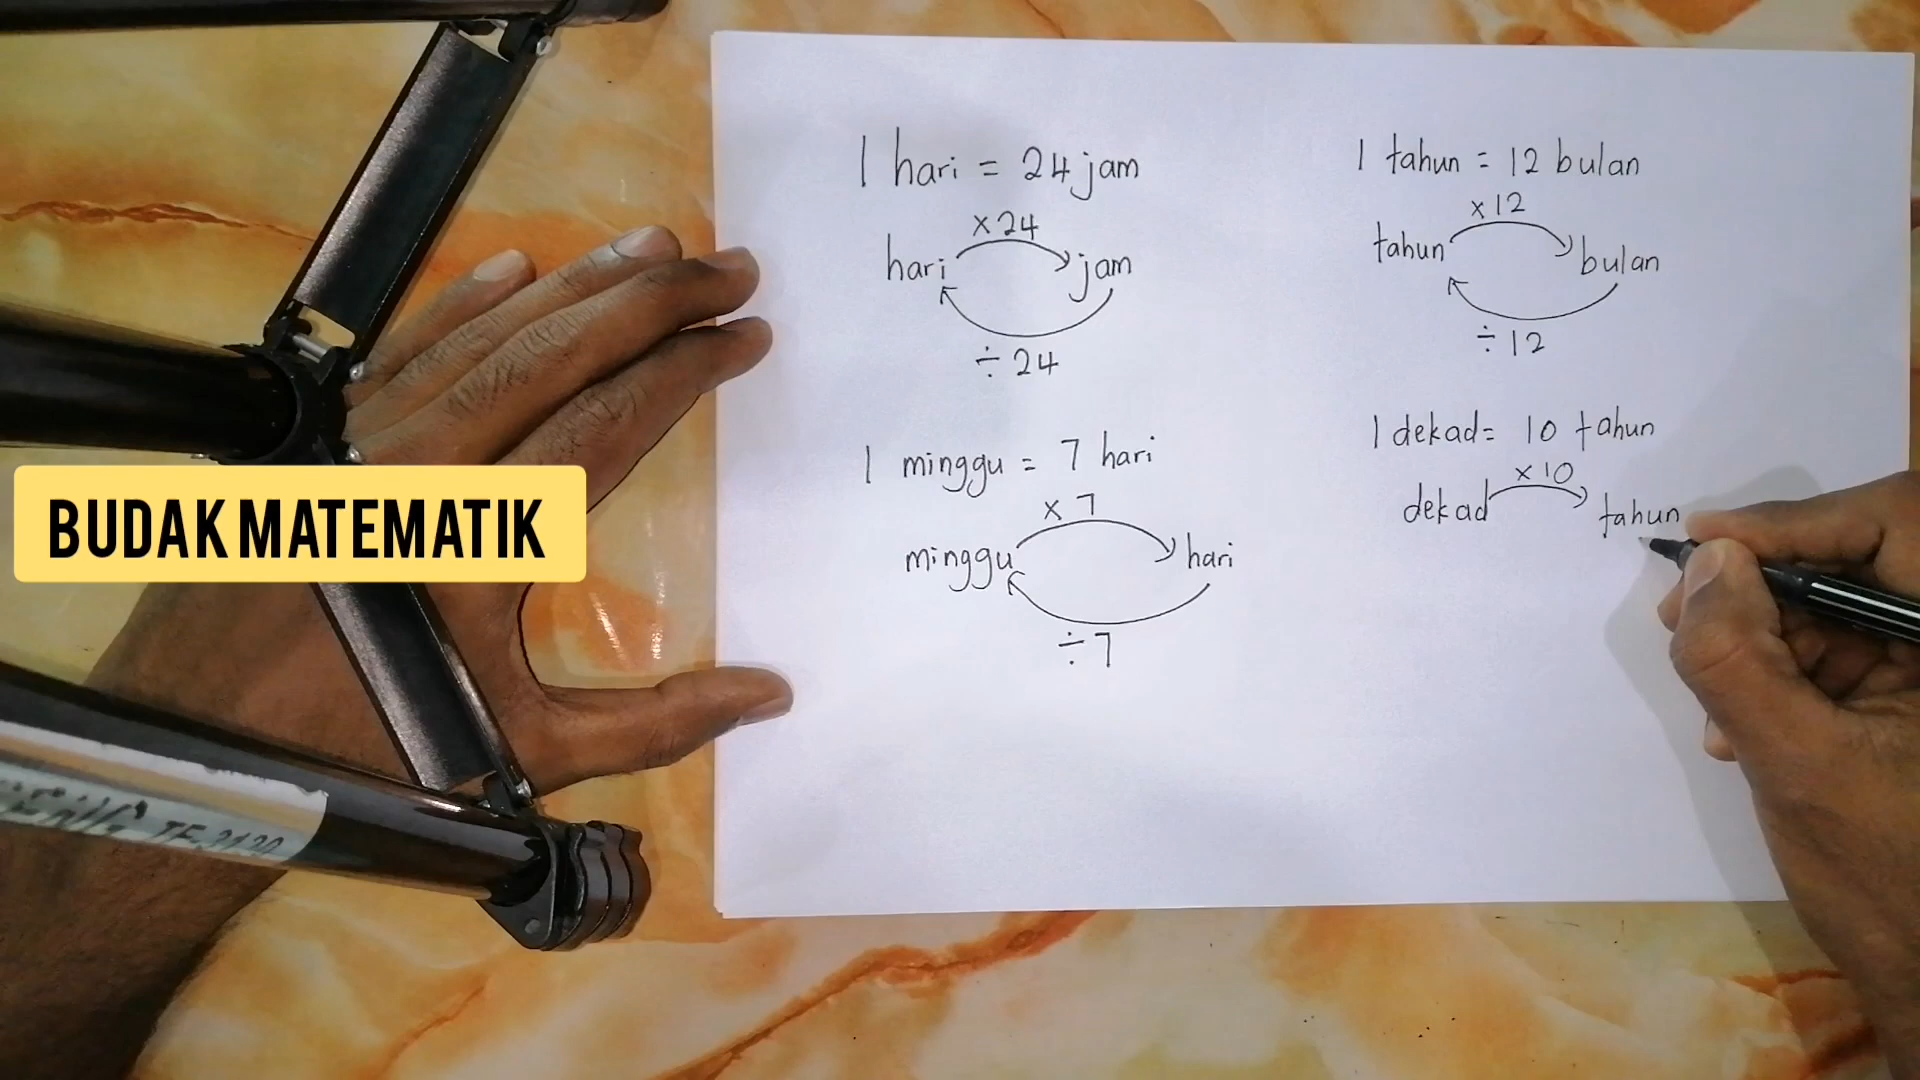 1 hari = 24 jam
x 24
hari jam
÷ 24
1 minggu = 7 hari
x 7
minggu hari
÷ 7
1 tahun = 12 bulan
x 12
tahun bulan
÷ 12
1 dekad = 10 tahun
x 10
dekad tahun
BUDAK MATEMATIK